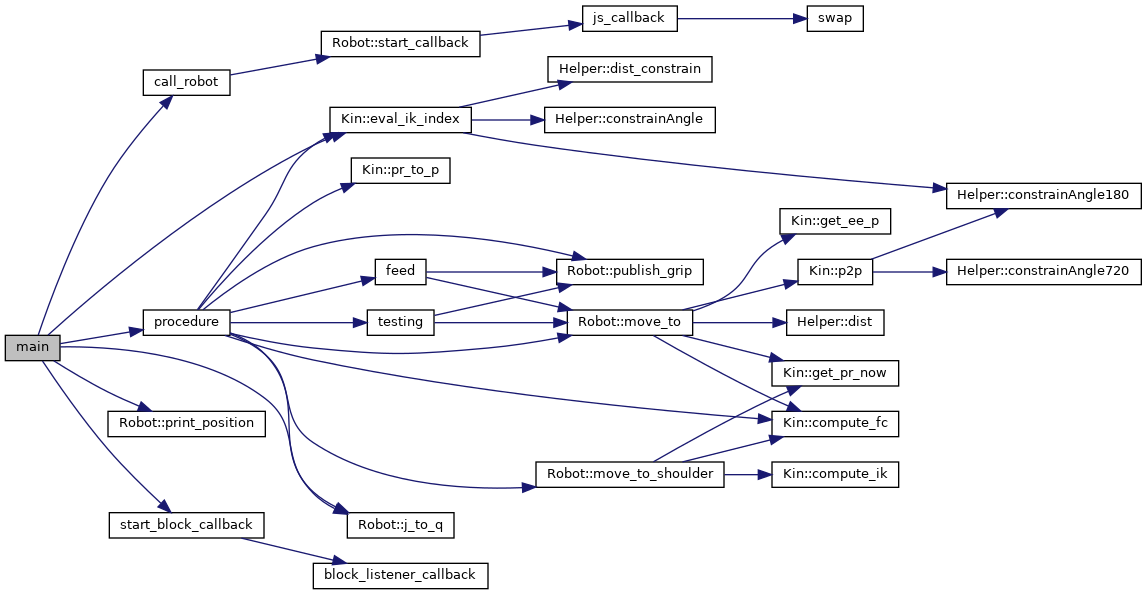 js_callback
swap
Robot::start_callback
Helper::dist_constrain
call_robot
Kin::eval_ik_index
Helper::constrainAngle
Kin::pr_to_p
Helper::constrainAngle180
Kin::get_ee_p
feed
Robot::publish_grip
Kin::p2p
Helper::constrainAngle720
procedure
testing
Robot::move_to
Helper::dist
main
Kin::get_pr_now
Robot::print_position
Kin::compute_fc
Robot::move_to_shoulder
Kin::compute_ik
start_block_callback
Robot::j_to_q
block_listener_callback